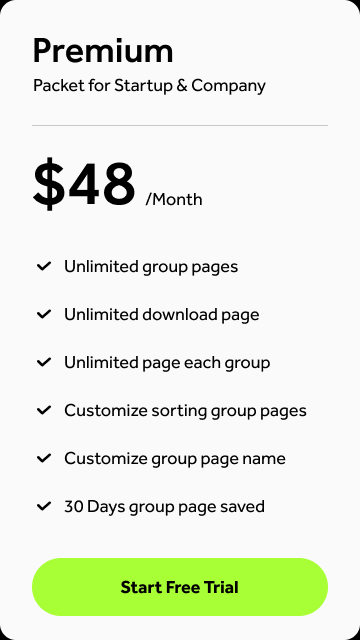 Premium
Packet for Startup & Company
$48 /Month
Unlimited group pages
Unlimited download page
Unlimited page each group
Customize sorting group pages
Customize group page name
30 Days group page saved
Start Free Trial